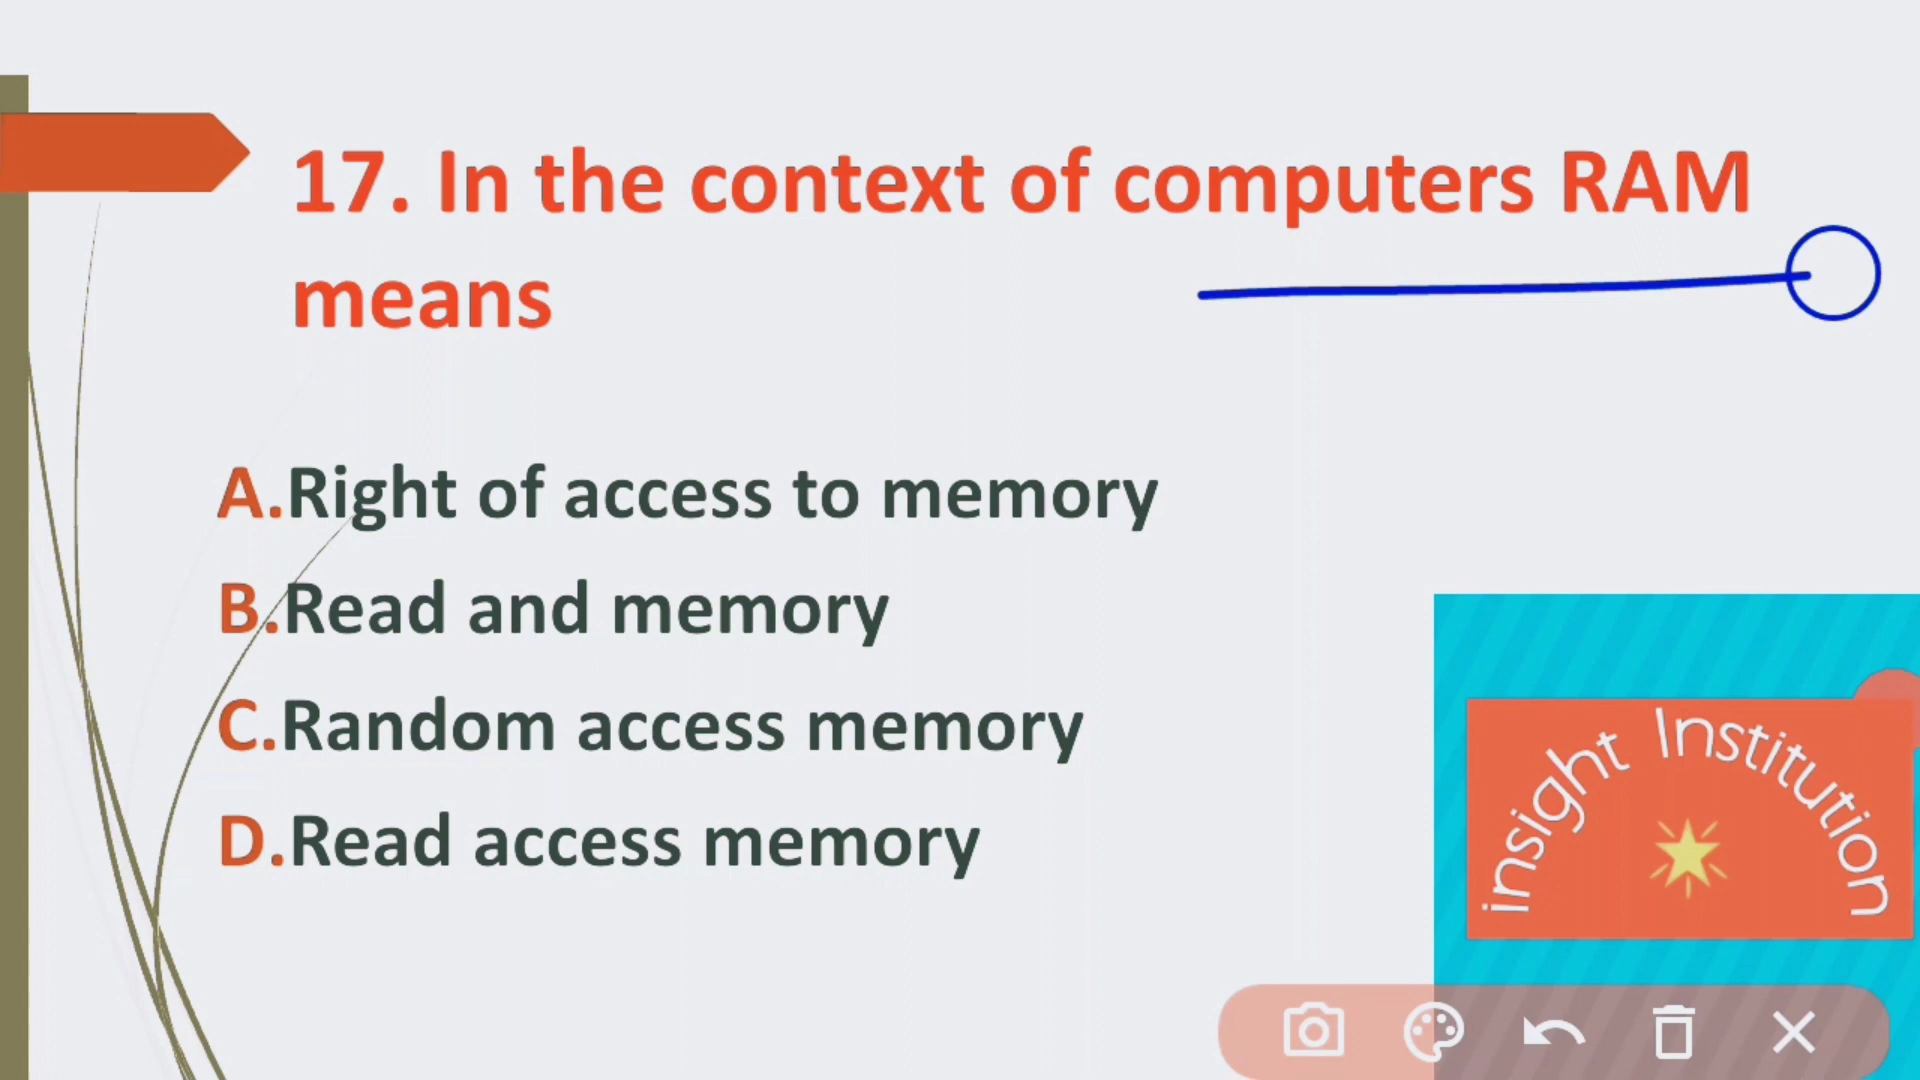 17. In the context of computers RAM
means
A.Right of access to memory
B.Read and memory
C.Random access memory
D.Read access memory
insight Institution